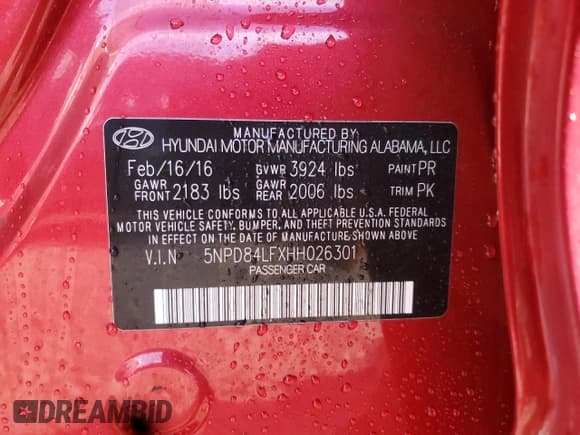 MANUFACTURED BY
HYUNDAI MOTOR MANUFACTURING ALABAMA, LLC
Feb/16/16 GVWR 3924 lbs PAINT PR
GAWR FRONT 2183 lbs GAWR REAR 2006 lbs TRIM PK
THIS VEHICLE CONFORMS TO ALL APPLICABLE U.S.A. FEDERAL
MOTOR VEHICLE SAFETY, BUMPER, AND THEFT PREVENTION STANDARDS
IN EFFECT ON THE DATE OF MANUFACTURE SHOWN ABOVE.
V.I.N 5NPD84LFXHH026301
PASSENGER CAR
DREAMBID